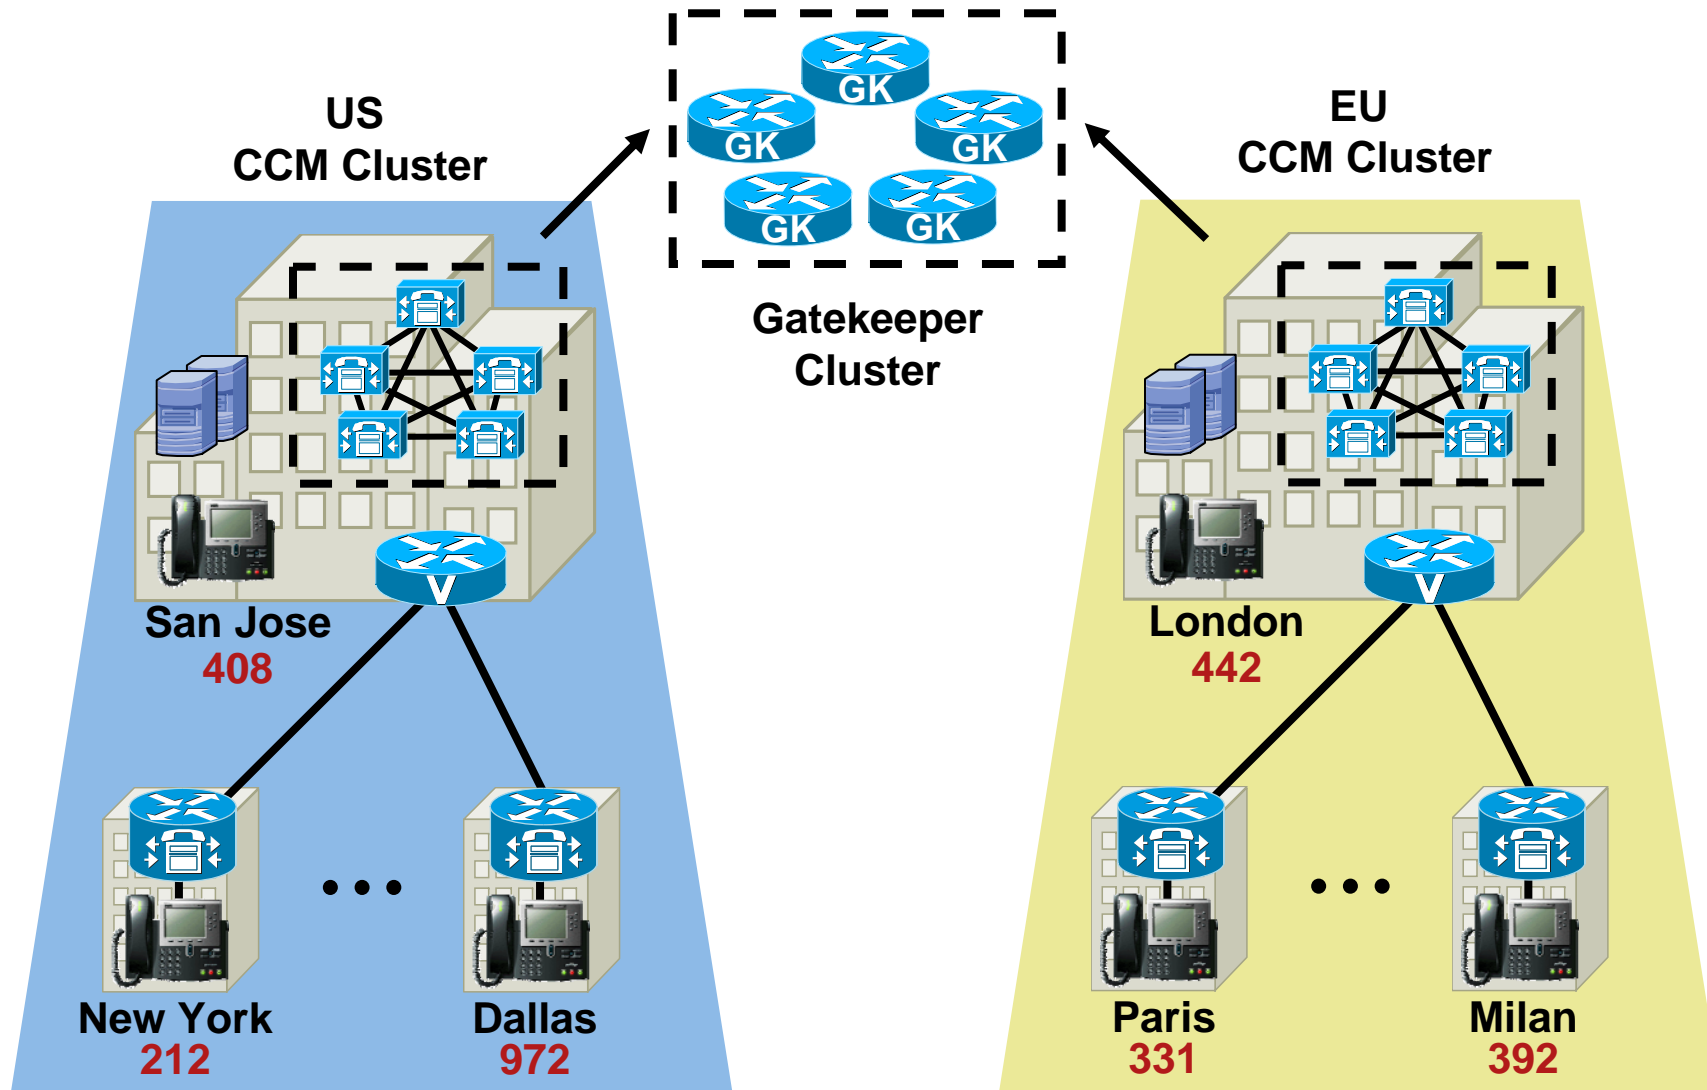 US
CCM Cluster
GK
GK
GK
GK
GK
Gatekeeper
Cluster
EU
CCM Cluster
V
San Jose
408
New York
212
Dallas
972
V
London
442
Paris
331
Milan
392